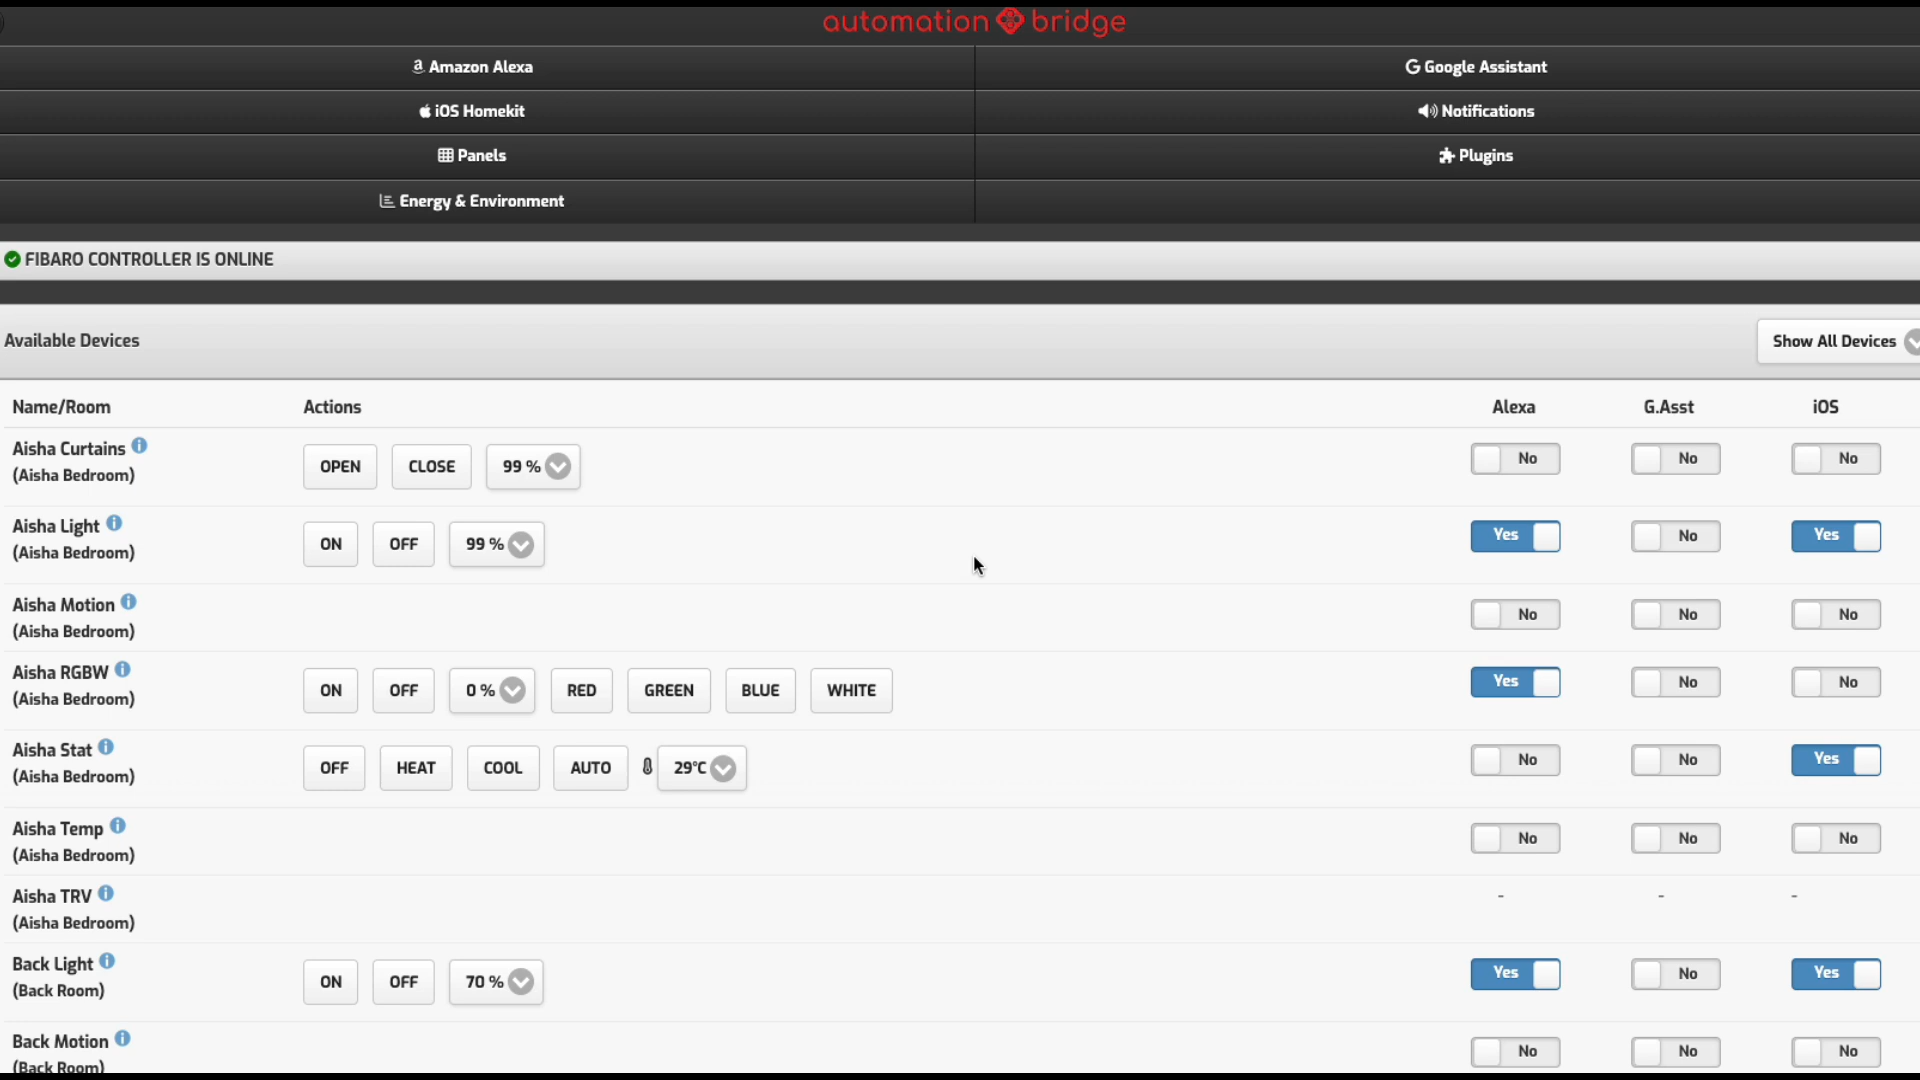 automation bridge
Amazon Alexa
Google Assistant
iOS Homekit
Notifications
Panels
Plugins
Energy & Environment
FIBARO CONTROLLER IS ONLINE
Available Devices
Show All Devices
Name/Room Actions Alexa G.Asst iOS
Aisha Curtains
(Aisha Bedroom)
OPEN CLOSE 99 % No No No
Aisha Light
(Aisha Bedroom)
ON OFF 99 % Yes No Yes
Aisha Motion
(Aisha Bedroom)
No No No
Aisha RGBW
(Aisha Bedroom)
ON OFF 0 % RED GREEN BLUE WHITE Yes No No
Aisha Stat
(Aisha Bedroom)
OFF HEAT COOL AUTO 29°C No No Yes
Aisha Temp
(Aisha Bedroom)
No No No
Aisha TRV
(Aisha Bedroom)
- - -
Back Light
(Back Room)
ON OFF 70 % Yes No Yes
Back Motion
(Back Room)
No No No